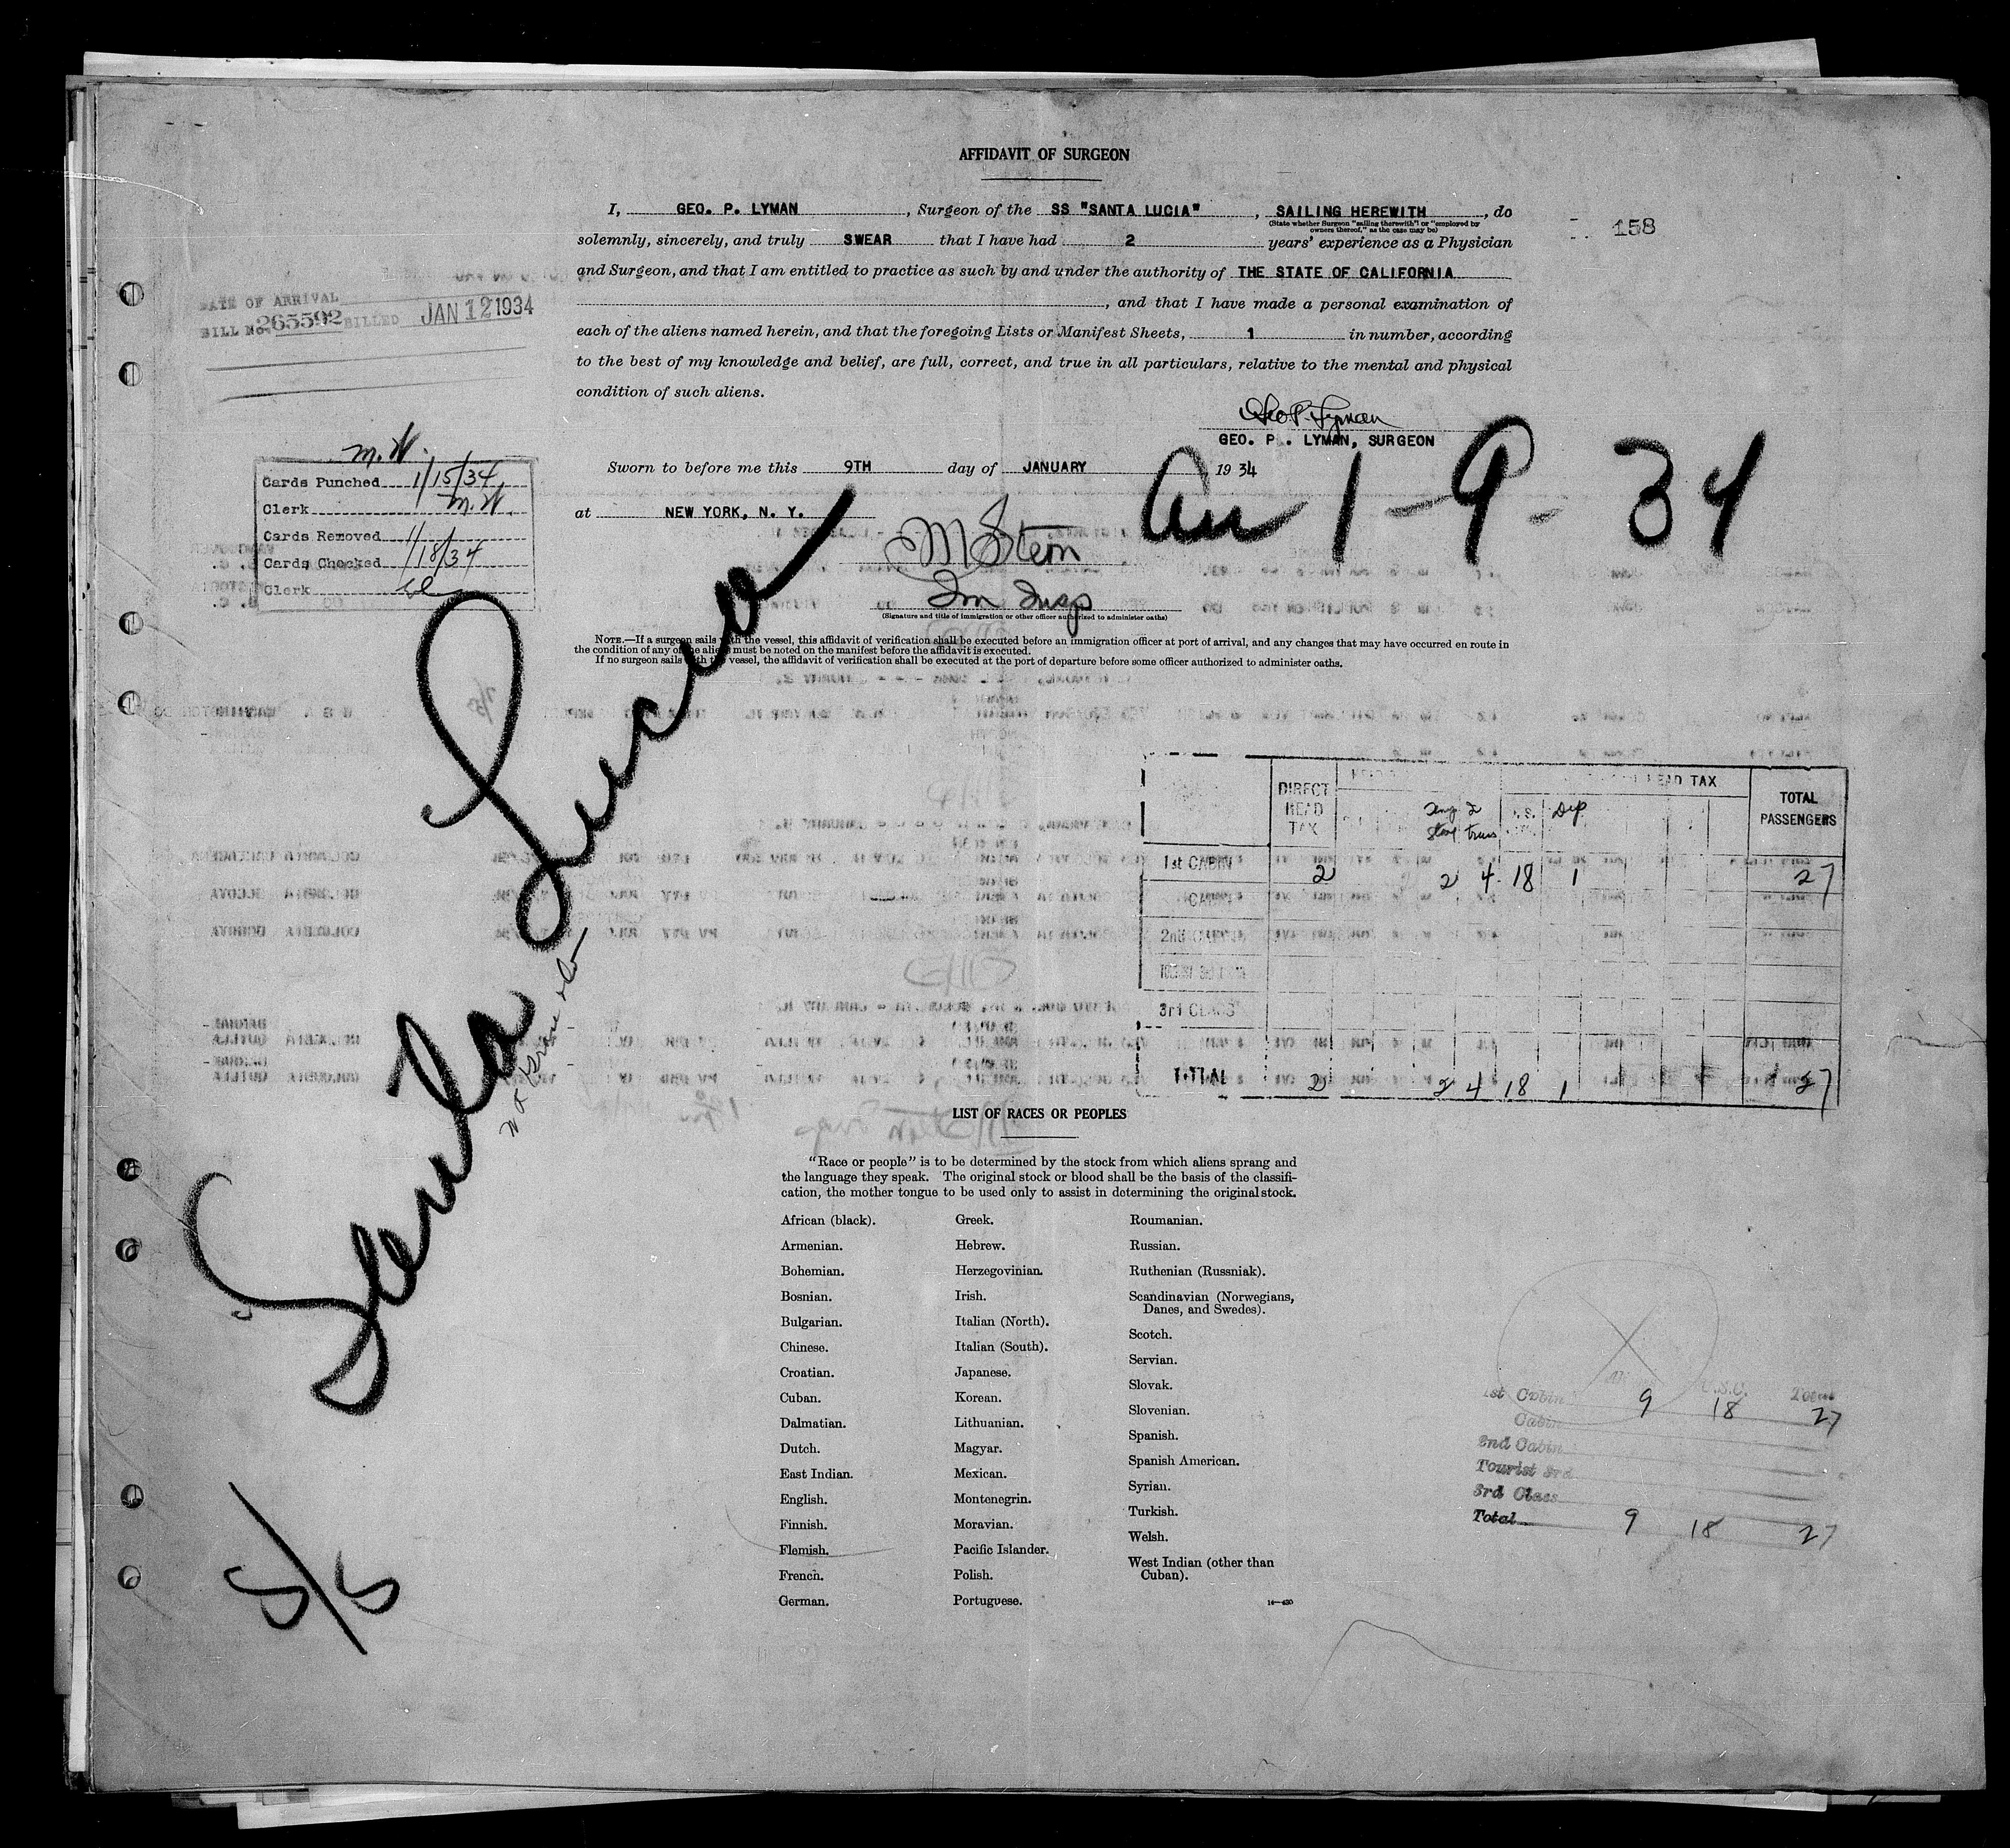 AFFIDAVIT OF SURGEON
I, GEO. P. LYMAN, Surgeon of the SS "SANTA LUCIA", SAILING HEREWITH, do
(State whether Surgeon "sailing therewith" or "employed by
owners thereof," as the case may be)
158
solemnly, sincerely, and truly SWEAR that I have had 2 years' experience as a Physician
and Surgeon, and that I am entitled to practice as such by and under the authority of THE STATE OF CALIFORNIA
, and that I have made a personal examination of
each of the aliens named herein, and that the foregoing Lists or Manifest Sheets, 1 in number, according
to the best of my knowledge and belief, are full, correct, and true in all particulars, relative to the mental and physical
condition of such aliens.
DATE OF ARRIVAL
BILL No. 265592 BILLED JAN 12 1934
Geo. P. Lyman
GEO. P. LYMAN, SURGEON
Sworn to before me this 9TH day of JANUARY, 1934
at NEW YORK, N. Y.
M Stern
Im Insp
(Signature and title of immigration or other officer authorized to administer oaths)
Arr 1-9-34
M.W.
Cards Punched 1/15/34
Clerk M.W.
Cards Removed
Cards Checked 1/18/34
Clerk
NOTE.—If a surgeon sails with the vessel, this affidavit of verification shall be executed before an immigration officer at port of arrival, and any changes that may have occurred en route in
the condition of any of the aliens must be noted on the manifest before the affidavit is executed.
If no surgeon sails with the vessel, the affidavit of verification shall be executed at the port of departure before some officer authorized to administer oaths.
Santa Lucia
S/S
DIRECT HEAD TAX
HEAD TAX
TOTAL PASSENGERS
1st CABIN 2 2 4 18 1 27
CABIN
2nd CABIN
3rd CLASS
TOTAL 2 2 4 18 1 27
LIST OF RACES OR PEOPLES
"Race or people" is to be determined by the stock from which aliens sprang and
the language they speak. The original stock or blood shall be the basis of the classifi-
cation, the mother tongue to be used only to assist in determining the original stock.
African (black).
Armenian.
Bohemian.
Bosnian.
Bulgarian.
Chinese.
Croatian.
Cuban.
Dalmatian.
Dutch.
East Indian.
English.
Finnish.
Flemish.
French.
German.
Greek.
Hebrew.
Herzegovinian.
Irish.
Italian (North).
Italian (South).
Japanese.
Korean.
Lithuanian.
Magyar.
Mexican.
Montenegrin.
Moravian.
Pacific Islander.
Polish.
Portuguese.
Roumanian.
Russian.
Ruthenian (Russniak).
Scandinavian (Norwegians,
Danes, and Swedes).
Scotch.
Servian.
Slovak.
Slovenian.
Spanish.
Spanish American.
Syrian.
Turkish.
Welsh.
West Indian (other than
Cuban).
U.S.C. Total
1st Cabin 9 18 27
Cabin
2nd Cabin
Tourist 3rd
3rd Class
Total 9 18 27